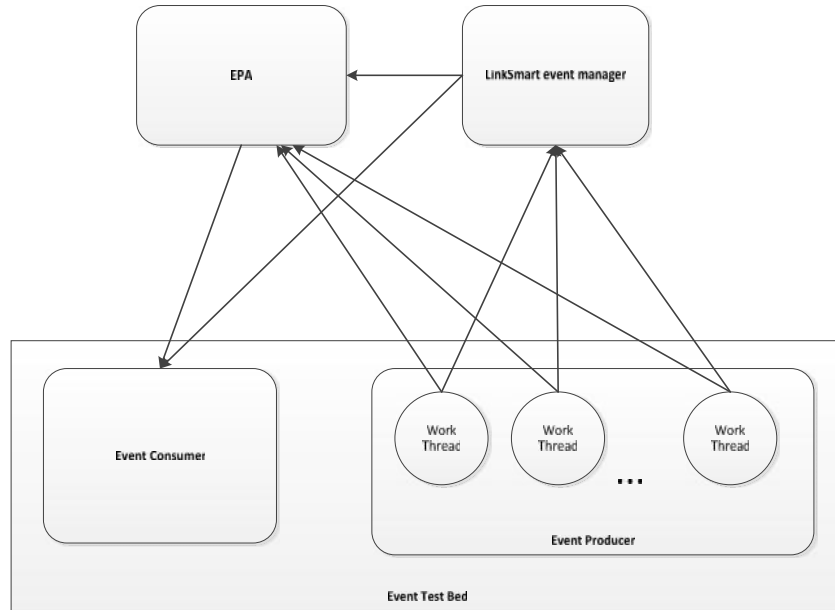 EPA
LinkSmart event manager
Event Consumer
Work
Thread
Work
Thread
...
Work
Thread
Event Producer
Event Test Bed